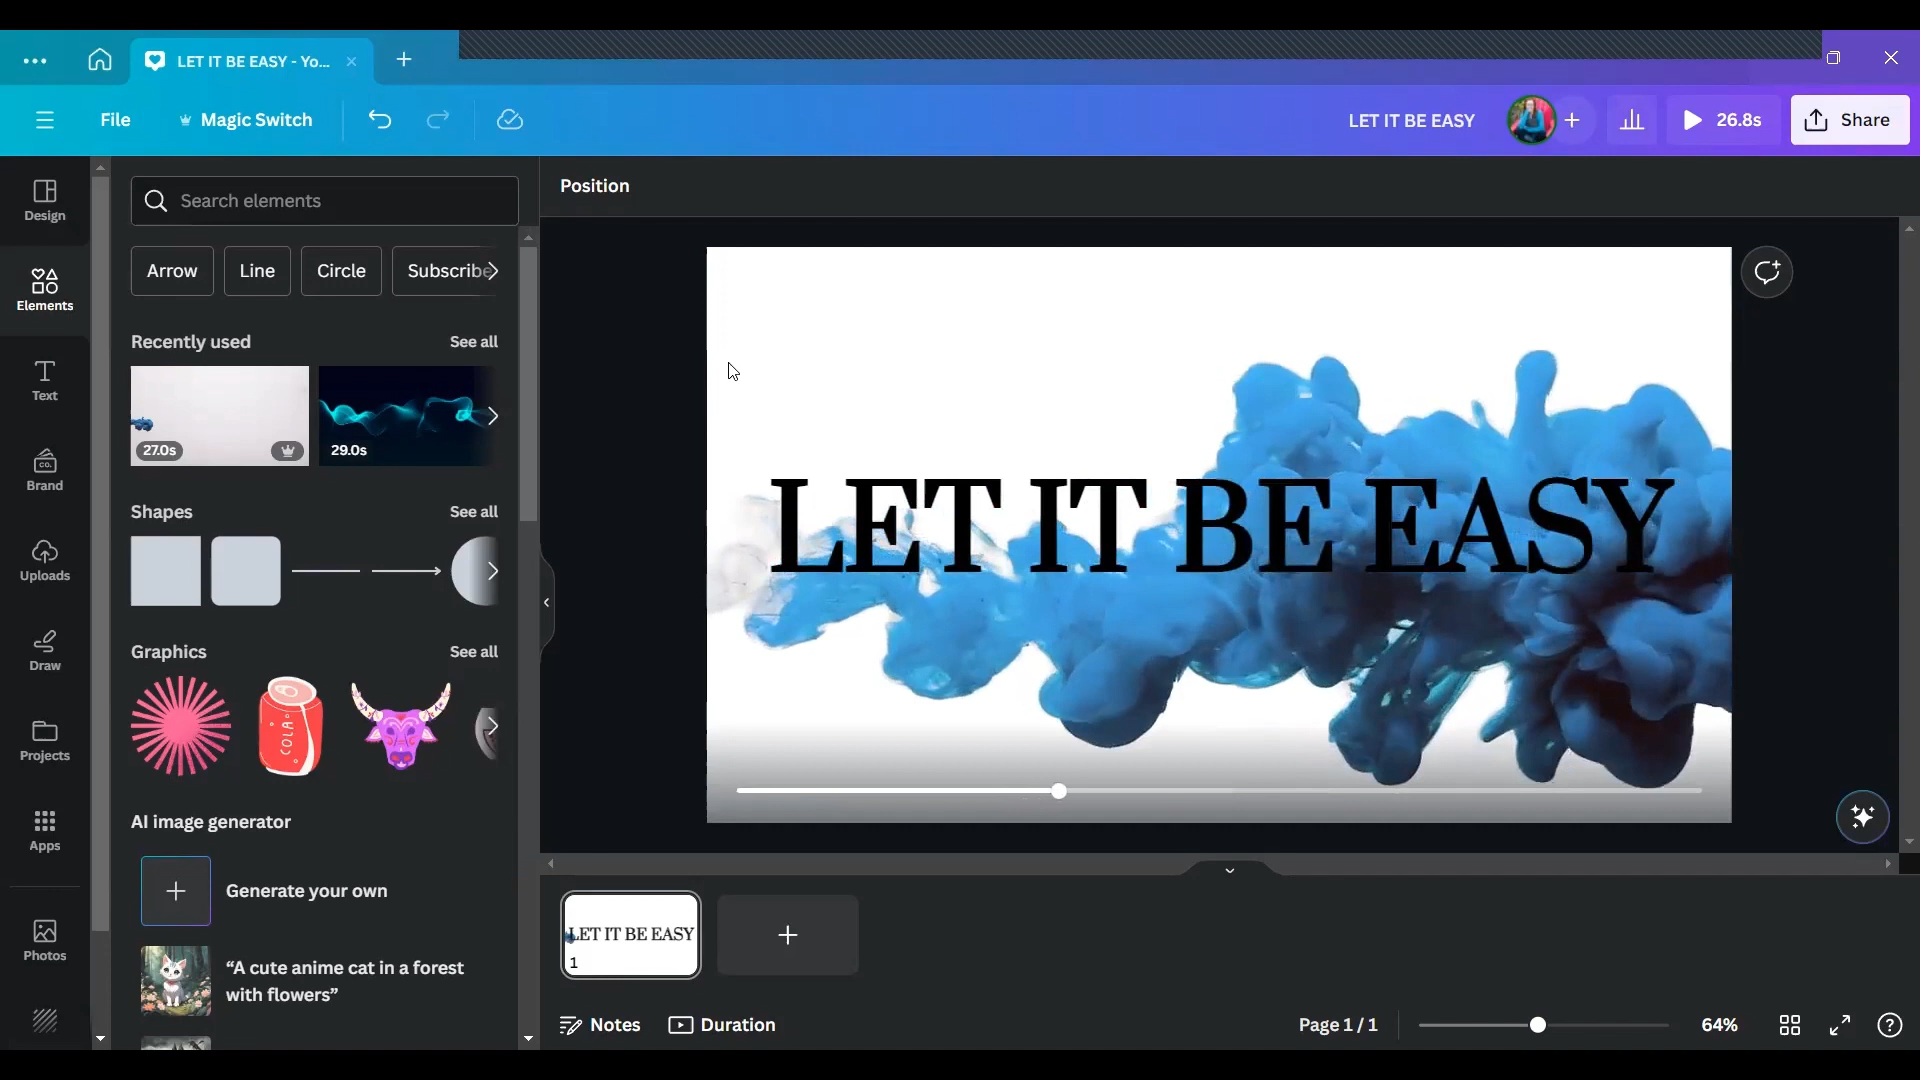 LET IT BE EASY - Yo...
File
Magic Switch
LET IT BE EASY
26.8s
Share
Design
Elements
Text
Brand
CO.
Uploads
Draw
Projects
Apps
Photos
Search elements
Arrow
Line
Circle
Subscribe
Recently used
See all
27.0s
29.0s
Shapes
See all
Graphics
See all
COLA
AI image generator
Generate your own
“A cute anime cat in a forest
with flowers”
Position
LET IT BE EASY
LET IT BE EASY
1
Notes
Duration
Page 1 / 1
64%